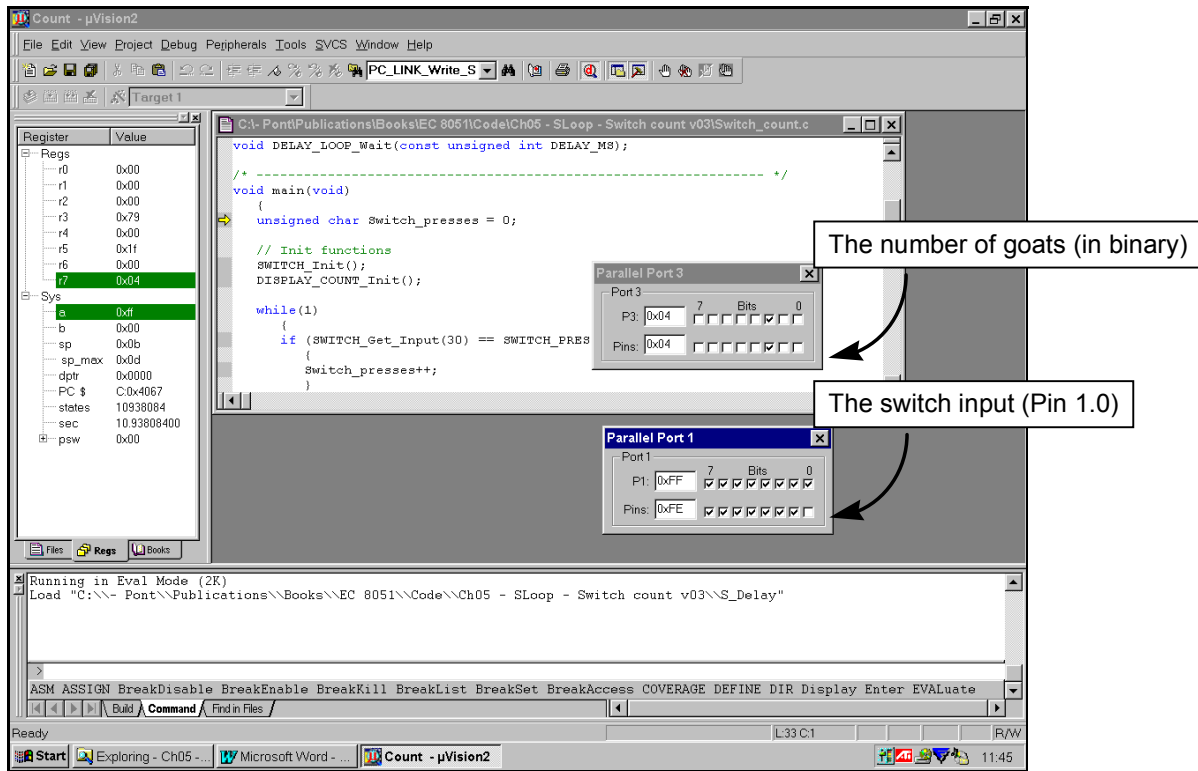 Count - µVision2
File Edit View Project Debug Peripherals Tools SVCS Window Help
PC_LINK_Write_S
Target 1
Register Value
Regs
r0 0x00
r1 0x00
r2 0x00
r3 0x79
r4 0x00
r5 0x1f
r6 0x00
r7 0x04
Sys
a 0xff
b 0x00
sp 0x0b
sp_max 0x0d
dptr 0x0000
PC $ C:0x4067
states 10938084
sec 10.93808400
psw 0x00
Files Regs Books
C:\- Pont\Publications\Books\EC 8051\Code\Ch05 - SLoop - Switch count v03\Switch_count.c
void DELAY_LOOP_Wait(const unsigned int DELAY_MS);
/* ---------------------------------------------------------------- */
void main(void)
{
unsigned char Switch_presses = 0;
// Init functions
SWITCH_Init();
DISPLAY_COUNT_Init();
while(1)
{
if (SWITCH_Get_Input(30) == SWITCH_PRES
{
Switch_presses++;
}
The number of goats (in binary)
Parallel Port 3
Port 3
7 Bits 0
P3: 0x04
Pins: 0x04
The switch input (Pin 1.0)
Parallel Port 1
Port 1
7 Bits 0
P1: 0xFF
Pins: 0xFE
Running in Eval Mode (2K)
Load "C:\\- Pont\\Publications\\Books\\EC 8051\\Code\\Ch05 - SLoop - Switch count v03\\S_Delay"
>
ASM ASSIGN BreakDisable BreakEnable BreakKill BreakList BreakSet BreakAccess COVERAGE DEFINE DIR Display Enter EVALuate
Build Command Find in Files
Ready L:33 C:1 R/W
Start Exploring - Ch05 -... Microsoft Word - ... Count - µVision2 11:45